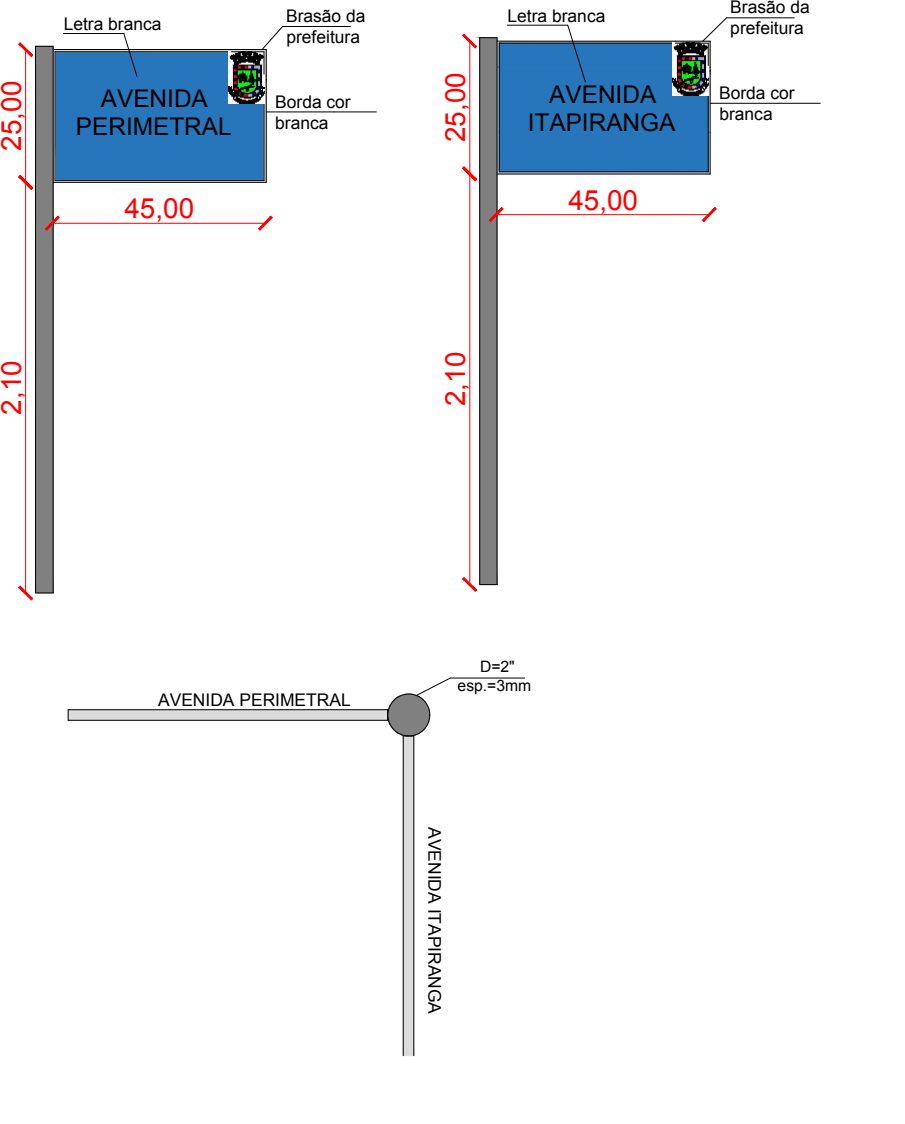 Letra branca
Brasão da
prefeitura
25,00
AVENIDA
PERIMETRAL
Borda cor
branca
45,00
2,10
Letra branca
Brasão da
prefeitura
25,00
AVENIDA
ITAPIRANGA
Borda cor
branca
45,00
2,10
D=2"
esp.=3mm
AVENIDA PERIMETRAL
AVENIDA ITAPIRANGA